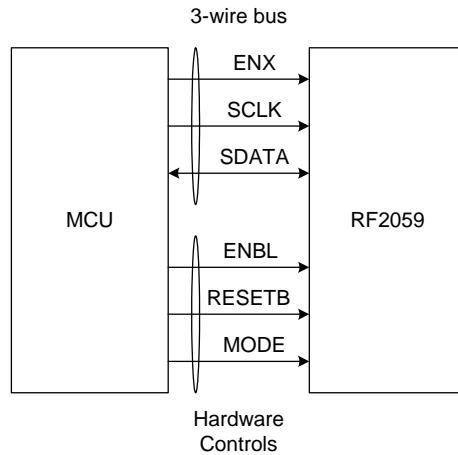 3-wire bus
ENX
SCLK
SDATA
MCU
RF2059
ENBL
RESETB
MODE
Hardware
Controls